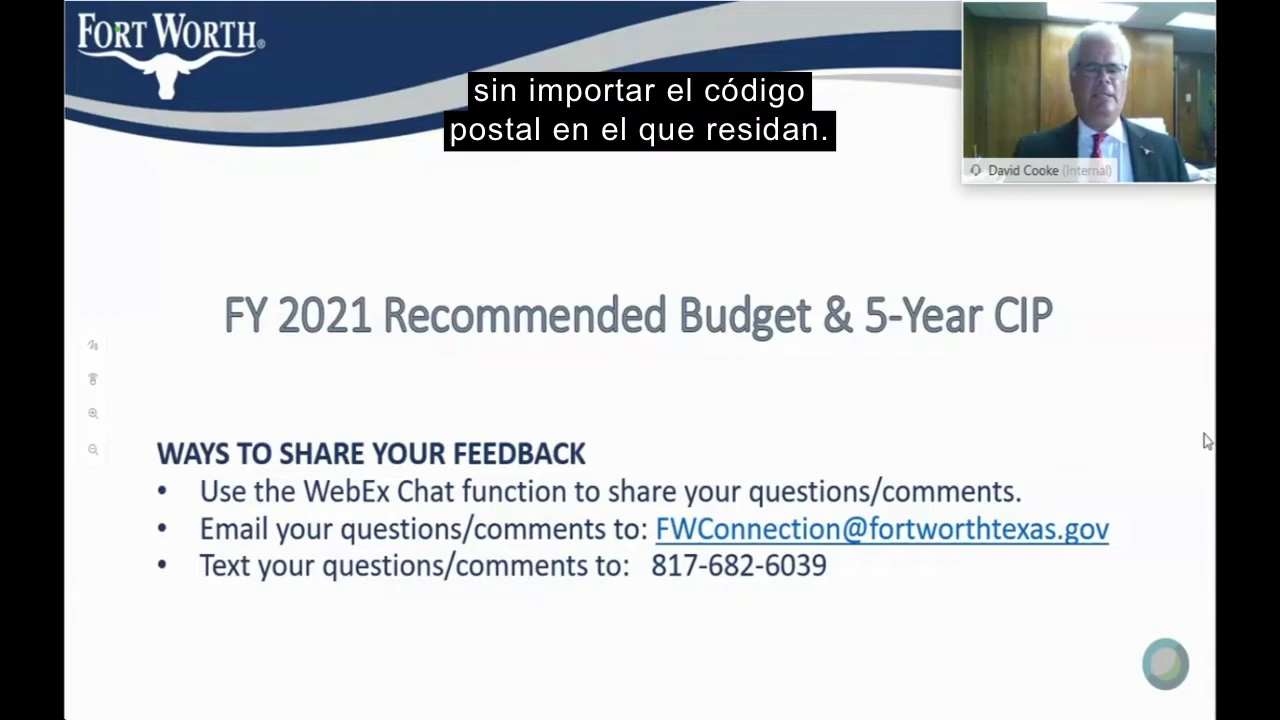 FORT WORTH®
sin importar el código
postal en el que residan.
David Cooke (Internal)
FY 2021 Recommended Budget & 5-Year CIP
WAYS TO SHARE YOUR FEEDBACK
• Use the WebEx Chat function to share your questions/comments.
• Email your questions/comments to: FWConnection@fortworthtexas.gov
• Text your questions/comments to: 817-682-6039